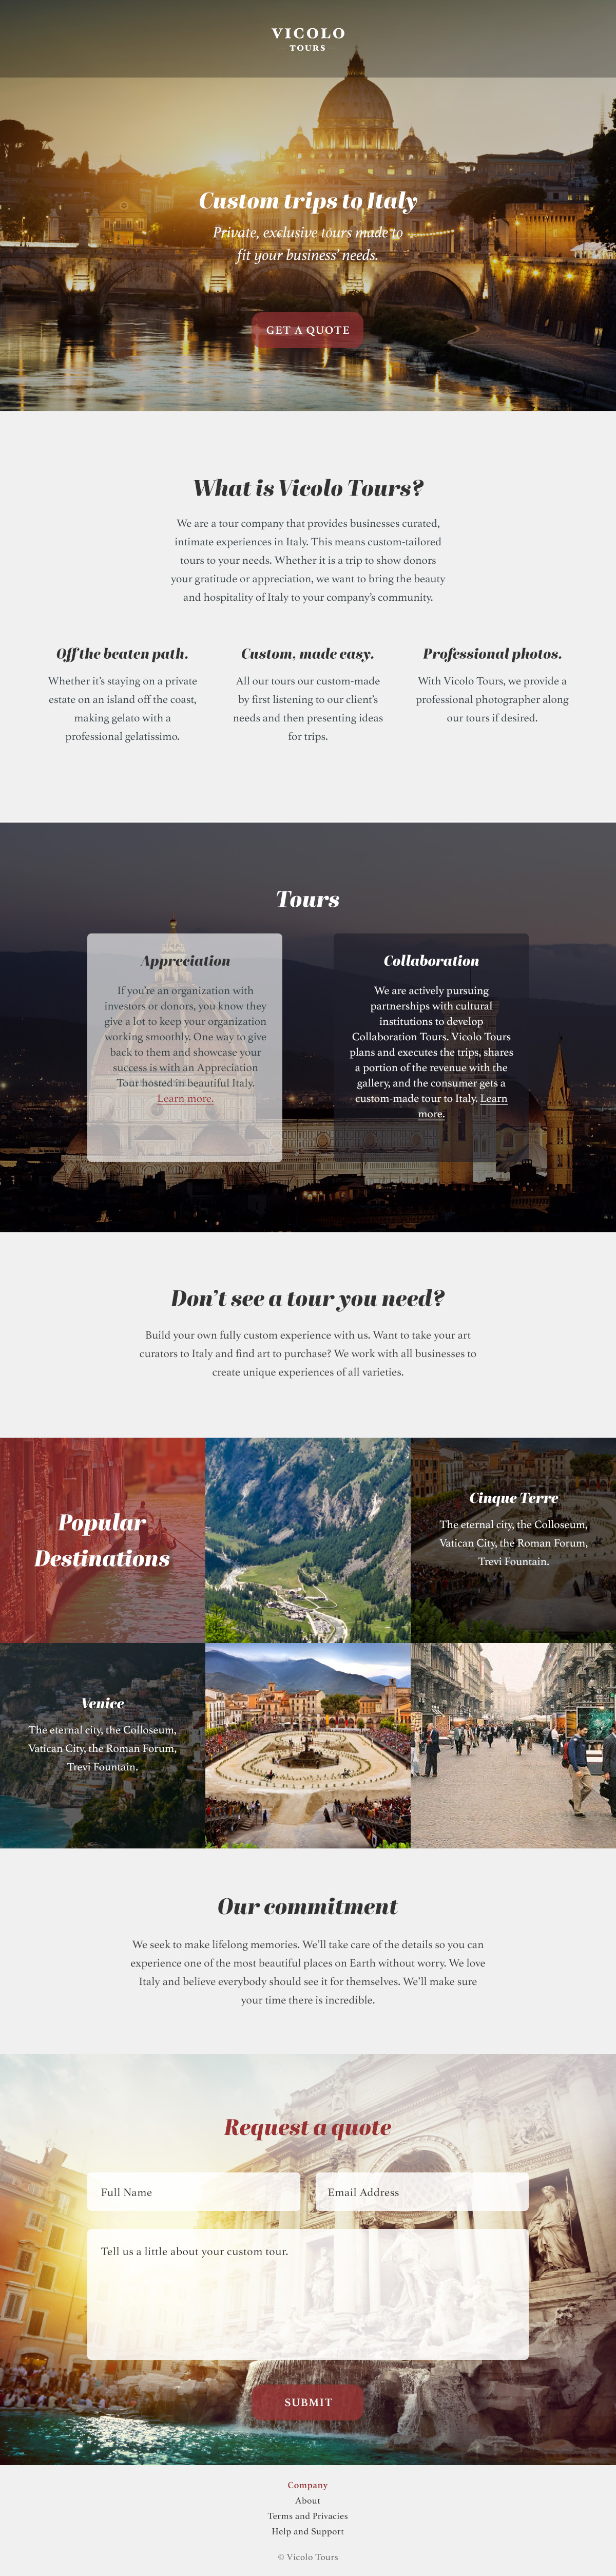 VICOLO
TOURS
Custom trips to Italy
Private, exclusive tours made to
fit your business' needs.
GET A QUOTE
What is Vicolo Tours?
We are a tour company that provides businesses curated,
intimate experiences in Italy. This means custom-tailored
tours to your needs. Whether it is a trip to show donors
your gratitude or appreciation, we want to bring the beauty
and hospitality of Italy to your company's community.
Off the beaten path.
Whether it's staying on a private
estate on an island off the coast,
making gelato with a
professional gelatissimo.
Custom, made easy.
All our tours our custom-made
by first listening to our client's
needs and then presenting ideas
for trips.
Professional photos.
With Vicolo Tours, we provide a
professional photographer along
our tours if desired.
Tours
Appreciation
If you're an organization with
investors or donors, you know they
give a lot to keep your organization
working smoothly. One way to give
back to them and showcase your
success is with an Appreciation
Tour hosted in beautiful Italy.
Learn more.
Collaboration
We are actively pursuing
partnerships with cultural
institutions to develop
Collaboration Tours. Vicolo Tours
plans and executes the trips, shares
a portion of the revenue with the
gallery, and the consumer gets a
custom-made tour to Italy. Learn
more.
Don't see a tour you need?
Build your own fully custom experience with us. Want to take your art
curators to Italy and find art to purchase? We work with all businesses to
create unique experiences of all varieties.
Popular
Destinations
Cinque Terre
The eternal city, the Colloseum,
Vatican City, the Roman Forum,
Trevi Fountain.
Venice
The eternal city, the Colloseum,
Vatican City, the Roman Forum,
Trevi Fountain.
Our commitment
We seek to make lifelong memories. We'll take care of the details so you can
experience one of the most beautiful places on Earth without worry. We love
Italy and believe everybody should see it for themselves. We'll make sure
your time there is incredible.
Request a quote
Full Name
Email Address
Tell us a little about your custom tour.
SUBMIT
Company
About
Terms and Privacies
Help and Support
© Vicolo Tours